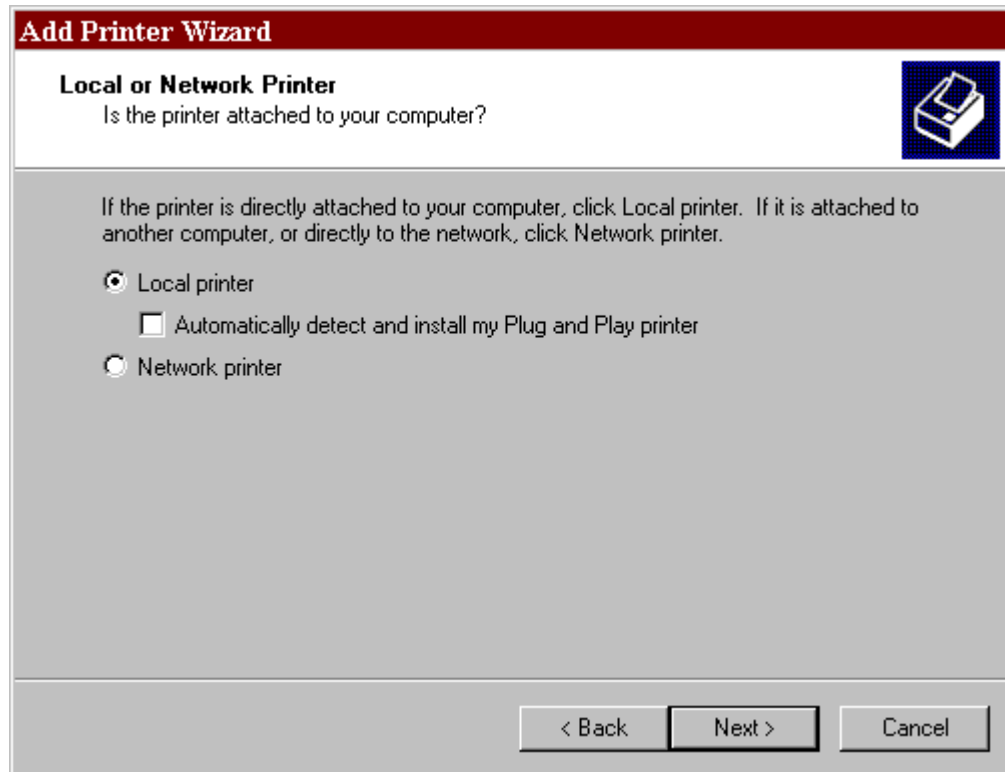 Add Printer Wizard
Local or Network Printer
Is the printer attached to your computer?
If the printer is directly attached to your computer, click Local printer.  If it is attached to
another computer, or directly to the network, click Network printer.
Local printer
Automatically detect and install my Plug and Play printer
Network printer
< Back
Next >
Cancel